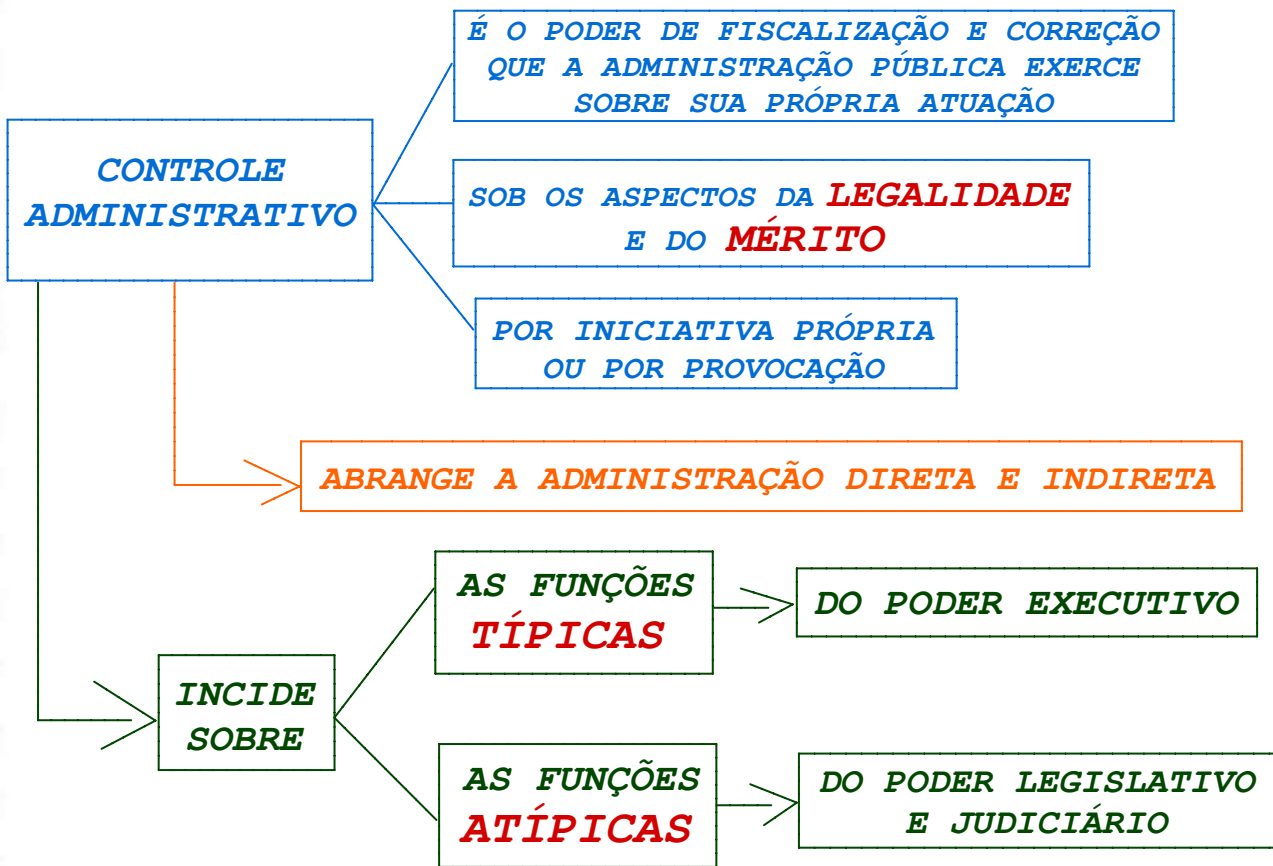 É O PODER DE FISCALIZAÇÃO E CORREÇÃO
QUE A ADMINISTRAÇÃO PÚBLICA EXERCE
SOBRE SUA PRÓPRIA ATUAÇÃO
CONTROLE
ADMINISTRATIVO
SOB OS ASPECTOS DA LEGALIDADE
E DO MÉRITO
POR INICIATIVA PRÓPRIA
OU POR PROVOCAÇÃO
ABRANGE A ADMINISTRAÇÃO DIRETA E INDIRETA
INCIDE
SOBRE
AS FUNÇÕES
TÍPICAS
DO PODER EXECUTIVO
AS FUNÇÕES
ATÍPICAS
DO PODER LEGISLATIVO
E JUDICIÁRIO